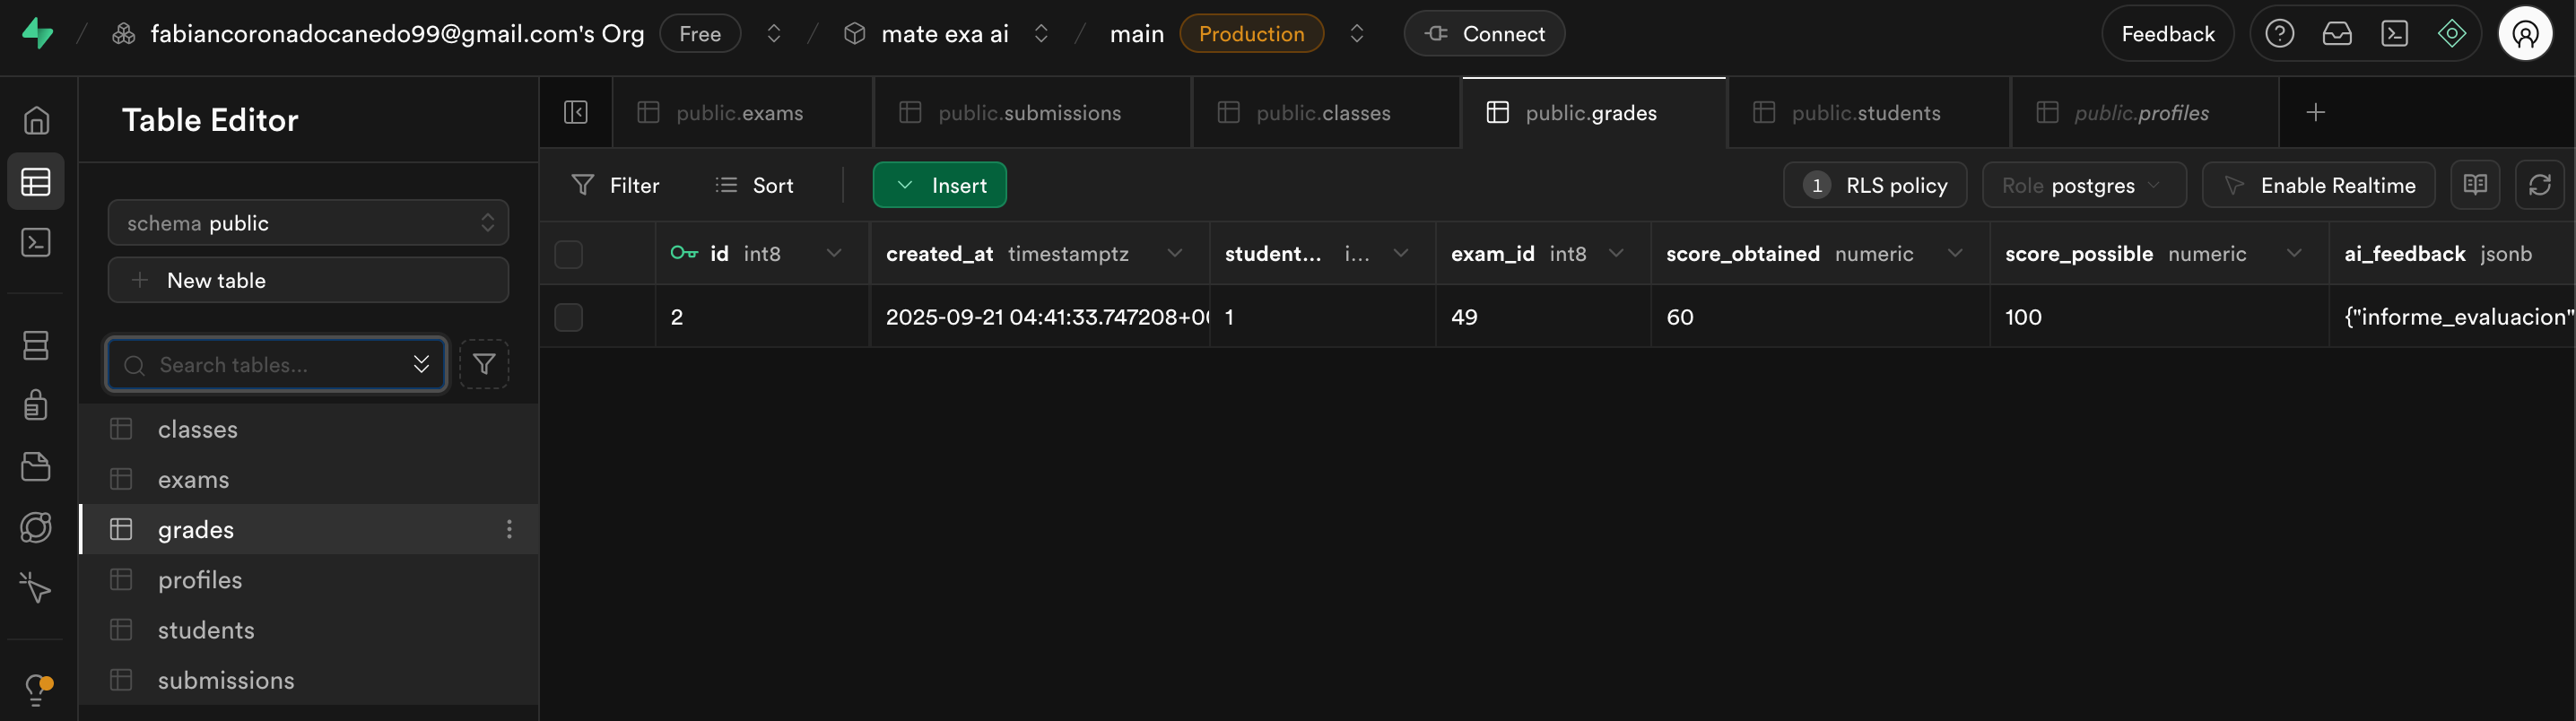 fabiancoronadocanedo99@gmail.com's Org Free mate exa ai main Production Connect Feedback
Table Editor
public.exams public.submissions public.classes public.grades public.students public.profiles
schema public
New table
Search tables...
classes
exams
grades
profiles
students
submissions
Filter Sort Insert 1 RLS policy Role postgres Enable Realtime
id int8 created_at timestamptz student... i... exam_id int8 score_obtained numeric score_possible numeric ai_feedback jsonb
2 2025-09-21 04:41:33.747208+0 1 49 60 100 {"informe_evaluacion"